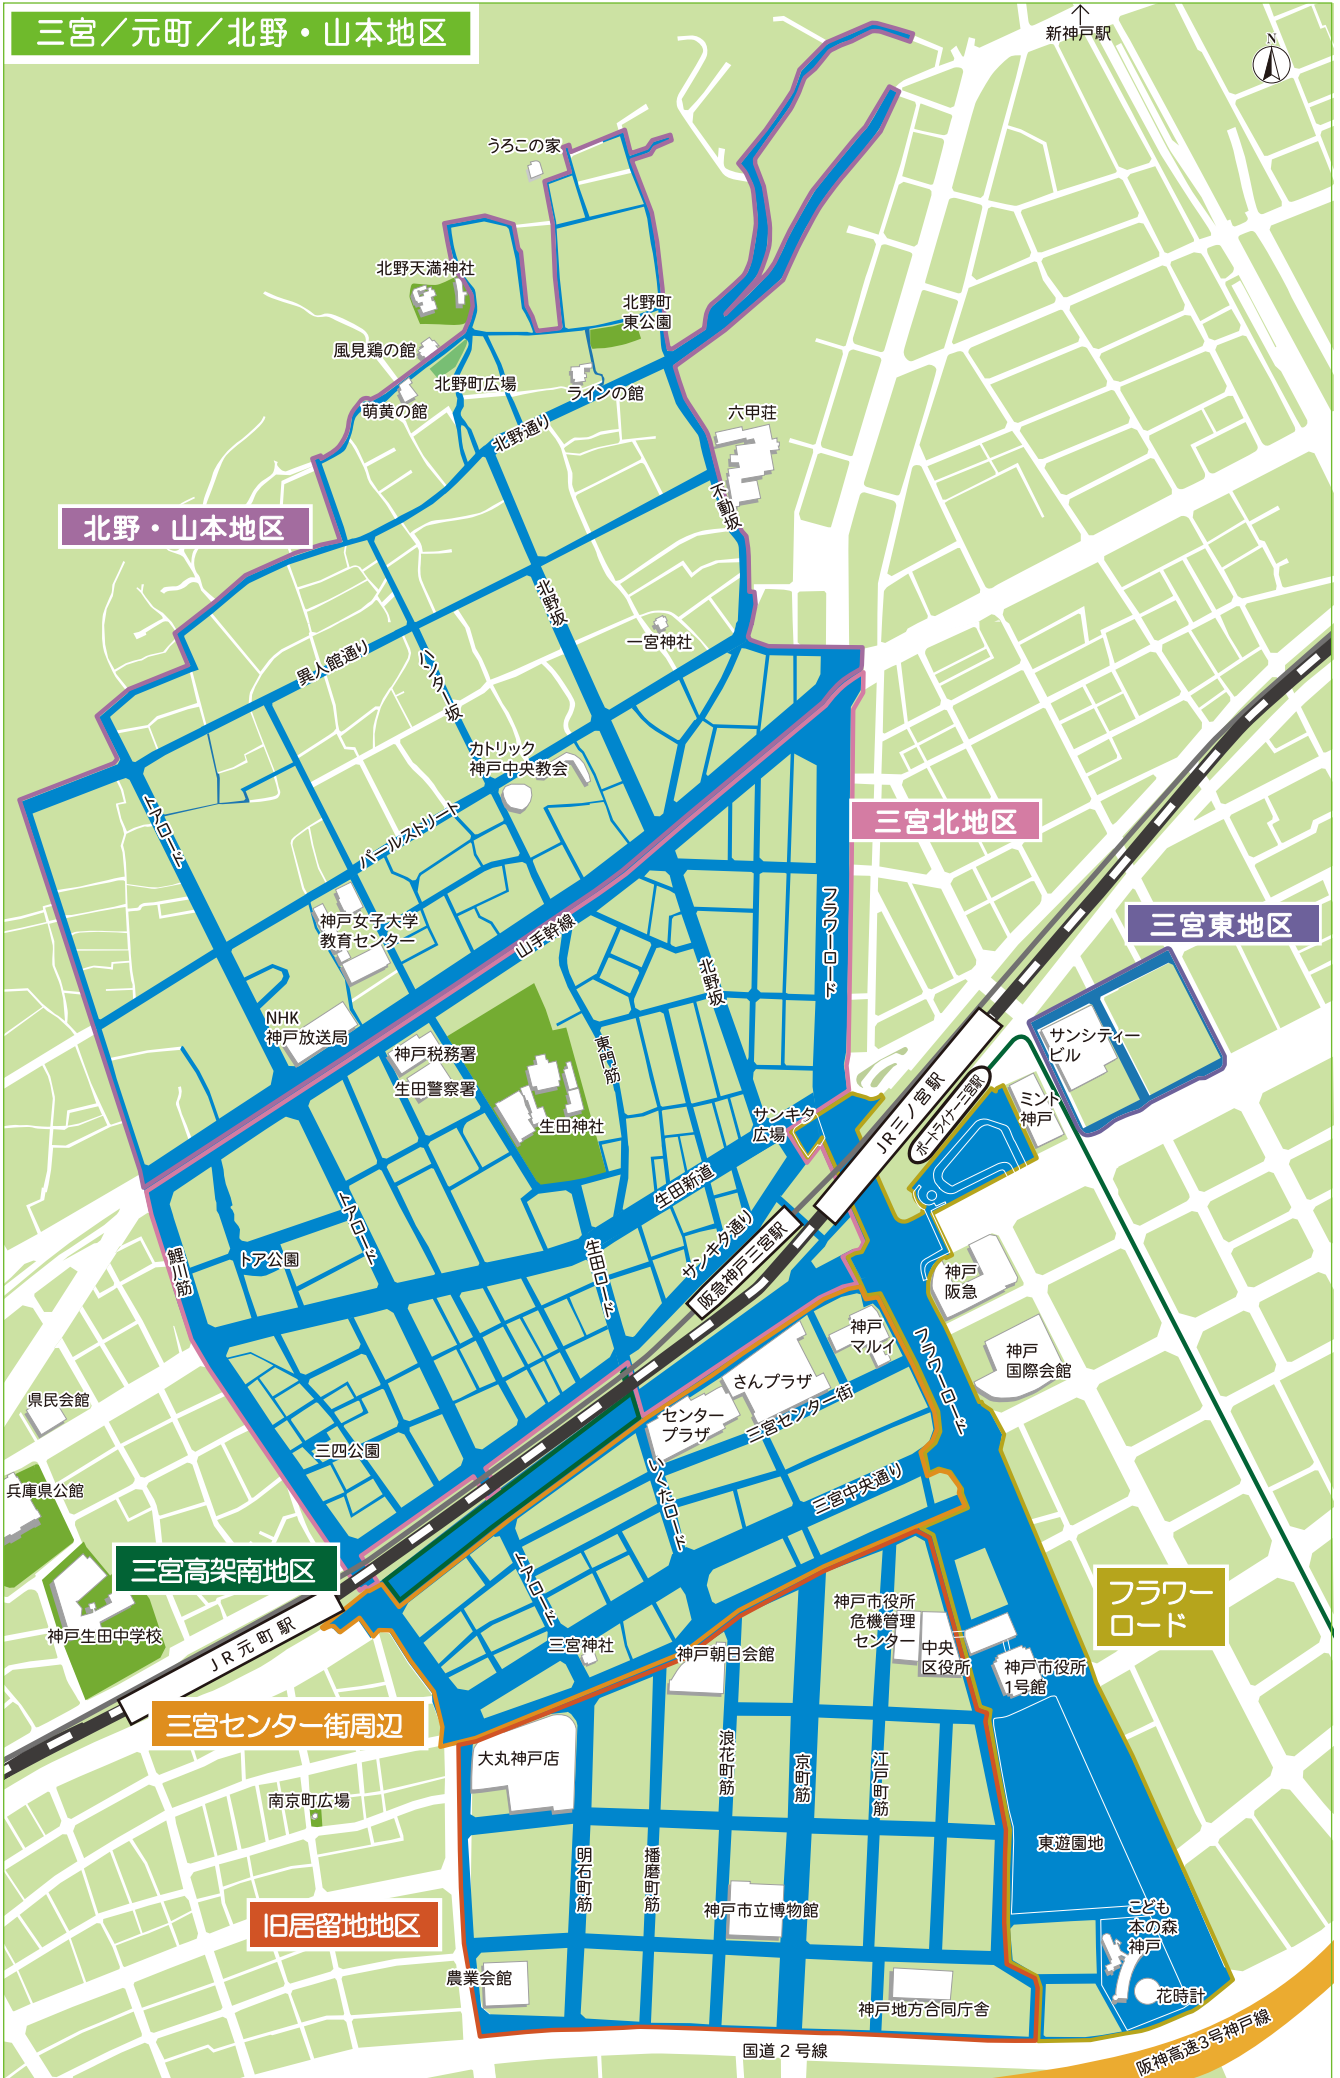 三宮／元町／北野・山本地区
新神戸駅
N
うろこの家
北野天満神社
北野町
東公園
風見鶏の館
北野町広場
ラインの館
萌黄の館
六甲荘
北野通り
不動坂
北野・山本地区
北野坂
一宮神社
異人館通り
ハンター坂
カトリック
神戸中央教会
トアロード
パールストリート
三宮北地区
フラワーロード
神戸女子大学
教育センター
山手幹線
三宮東地区
北野坂
NHK
神戸放送局
神戸税務署
生田警察署
東門筋
サンシティー
ビル
JR三ノ宮駅
ポートライナー三宮駅
ミント
神戸
生田神社
サンキタ
広場
生田新道
トアロード
サンキタ通り
阪急神戸三宮駅
鯉川筋
トア公園
生田ロード
神戸
阪急
神戸
マルイ
フラワーロード
神戸
国際会館
さんプラザ
県民会館
センター
プラザ
三宮センター街
三四公園
いくたロード
三宮中央通り
兵庫県公館
三宮高架南地区
トアロード
フラワー
ロード
神戸市役所
危機管理
センター
中央
区役所
神戸生田中学校
JR元町駅
三宮神社
神戸朝日会館
神戸市役所
1号館
三宮センター街周辺
大丸神戸店
浪花町筋
京町筋
江戸町筋
南京町広場
東遊園地
明石町筋
播磨町筋
旧居留地地区
神戸市立博物館
こども
本の森
神戸
農業会館
神戸地方合同庁舎
花時計
国道2号線
阪神高速3号神戸線